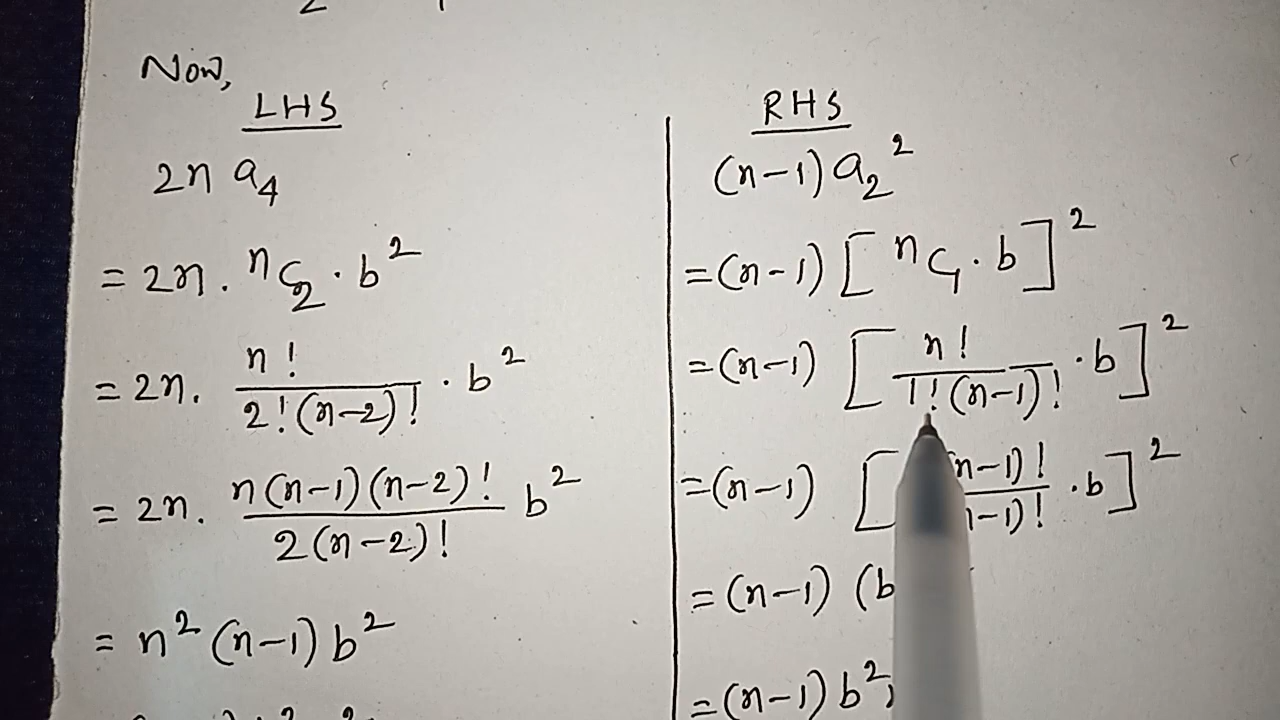 Now,
LHS
2n a₄
= 2n . ⁿC₂ . b²
= 2n . n! / 2!(n-2)! . b²
= 2n . n(n-1)(n-2)! / 2(n-2)! b²
= n² (n-1) b²
RHS
(n-1) a₂²
= (n-1) [ ⁿC₁ . b ]²
= (n-1) [ n! / 1!(n-1)! . b ]²
= (n-1) [ n-1)! / n-1)! . b ]²
= (n-1) (b
= (n-1) b²